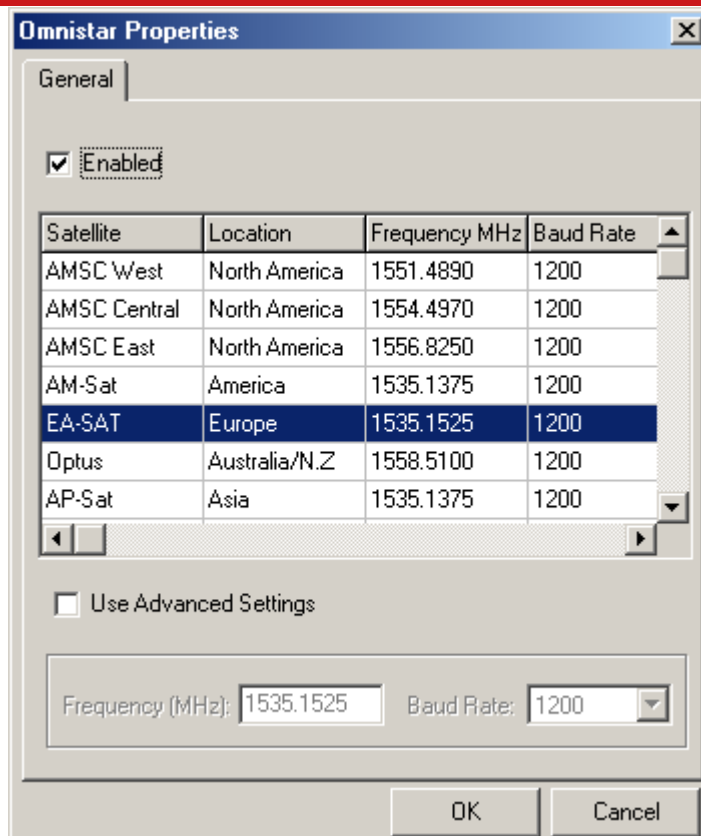 Omnistar Properties
General
Enabled
Satellite Location Frequency MHz Baud Rate
AMSC West North America 1551.4890 1200
AMSC Central North America 1554.4970 1200
AMSC East North America 1556.8250 1200
AM-Sat America 1535.1375 1200
EA-SAT Europe 1535.1525 1200
Optus Australia/N.Z 1558.5100 1200
AP-Sat Asia 1535.1375 1200
Use Advanced Settings
Frequency (MHz): 1535.1525 Baud Rate: 1200
OK Cancel